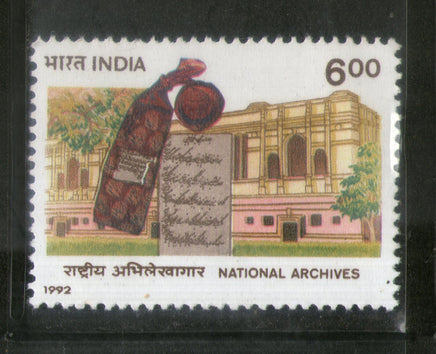 भारत INDIA 6.00
राष्ट्रीय अभिलेखागार NATIONAL ARCHIVES
1992